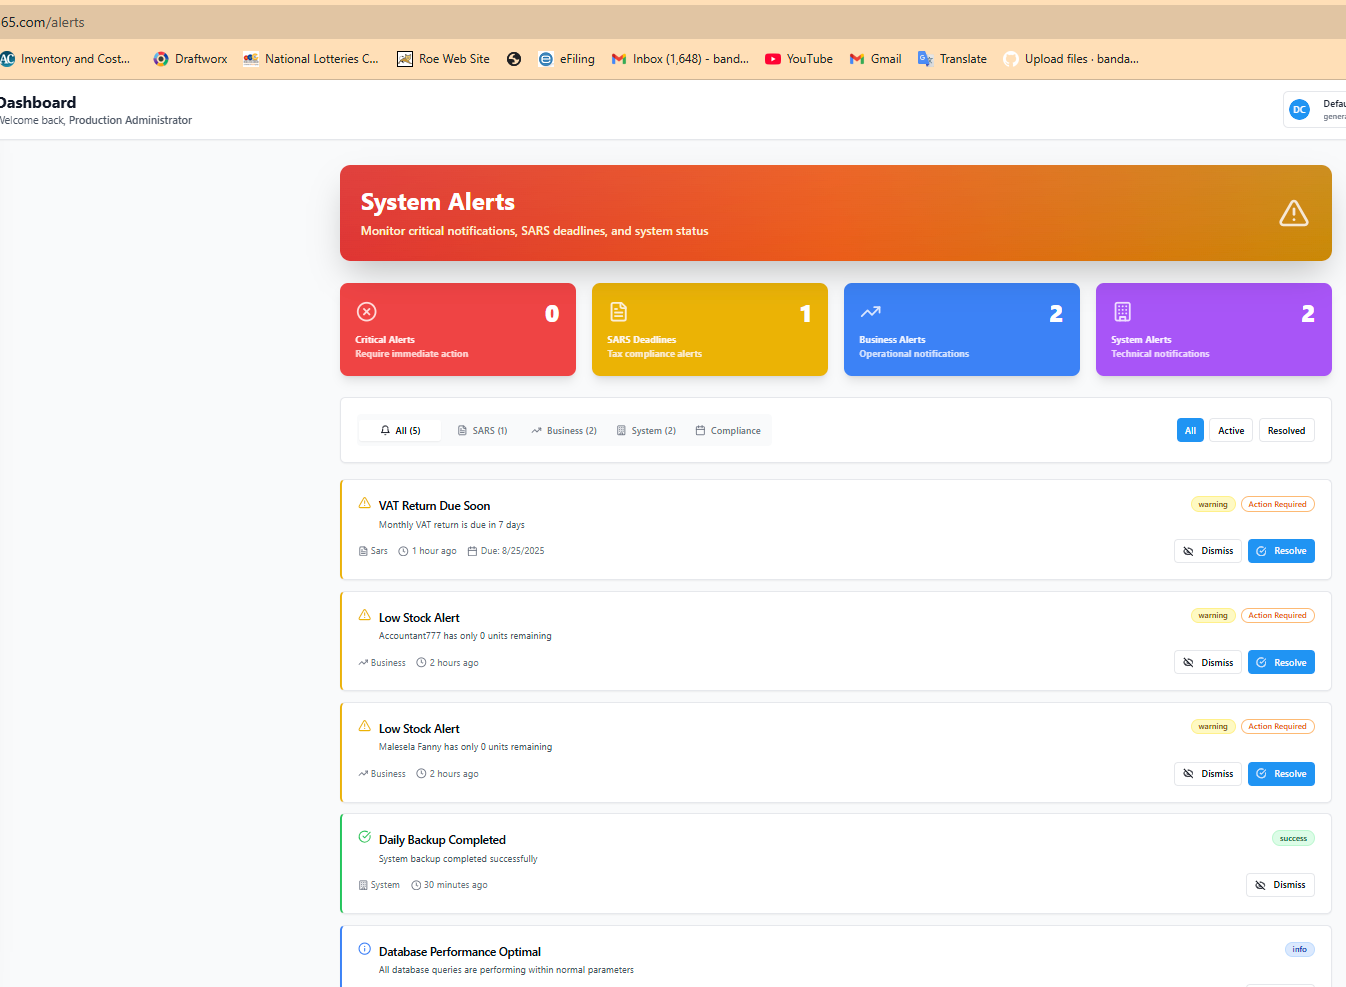 65.com/alerts
Inventory and Cost...
Draftworx
National Lotteries C...
Roe Web Site
eFiling
Inbox (1,648) - band...
YouTube
Gmail
Translate
Upload files · banda...
Dashboard
Welcome back, Production Administrator
DC
Defau
genera
System Alerts
Monitor critical notifications, SARS deadlines, and system status
0
Critical Alerts
Require immediate action
1
SARS Deadlines
Tax compliance alerts
2
Business Alerts
Operational notifications
2
System Alerts
Technical notifications
All (5)
SARS (1)
Business (2)
System (2)
Compliance
All
Active
Resolved
VAT Return Due Soon
warning
Action Required
Monthly VAT return is due in 7 days
Sars
1 hour ago
Due: 8/25/2025
Dismiss
Resolve
Low Stock Alert
warning
Action Required
Accountant777 has only 0 units remaining
Business
2 hours ago
Dismiss
Resolve
Low Stock Alert
warning
Action Required
Malesela Fanny has only 0 units remaining
Business
2 hours ago
Dismiss
Resolve
Daily Backup Completed
success
System backup completed successfully
System
30 minutes ago
Dismiss
Database Performance Optimal
info
All database queries are performing within normal parameters